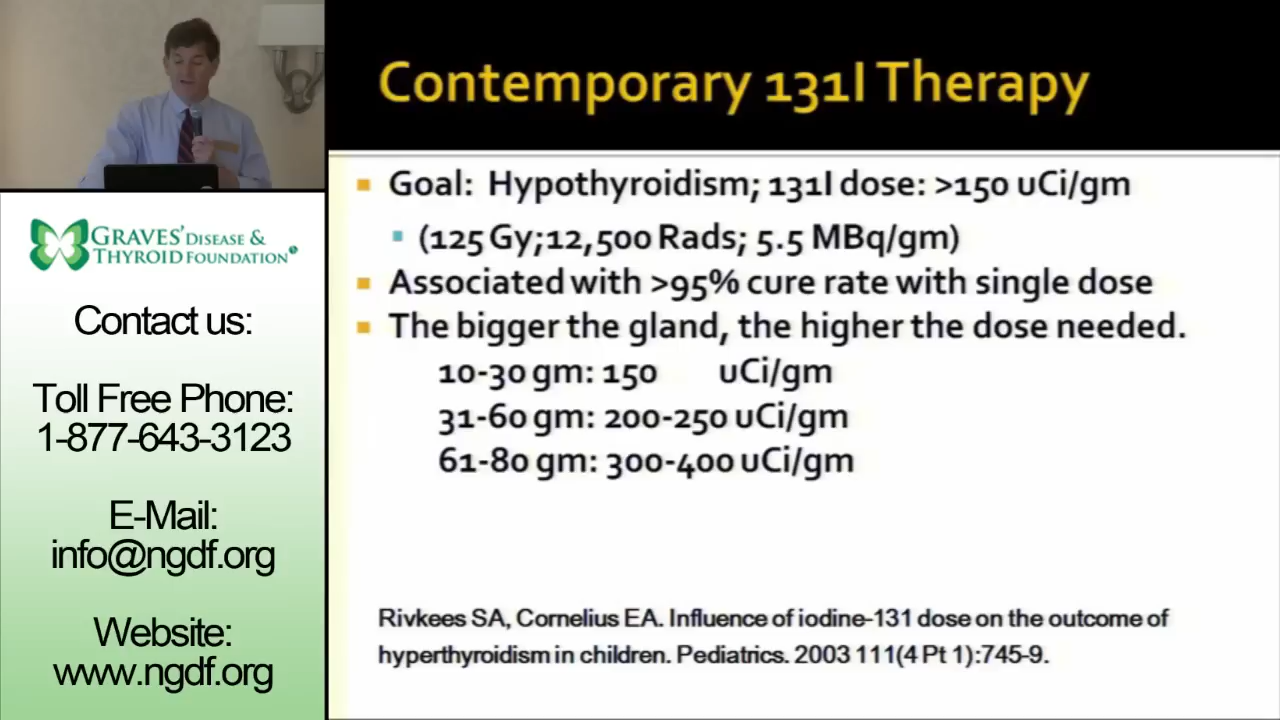 Contemporary 131I Therapy
Goal: Hypothyroidism; 131I dose: >150 uCi/gm
(125 Gy;12,500 Rads; 5.5 MBq/gm)
Associated with >95% cure rate with single dose
The bigger the gland, the higher the dose needed.
10-30 gm: 150 uCi/gm
31-60 gm: 200-250 uCi/gm
61-80 gm: 300-400 uCi/gm
Rivkees SA, Cornelius EA. Influence of iodine-131 dose on the outcome of
hyperthyroidism in children. Pediatrics. 2003 111(4 Pt 1):745-9.
GRAVES' DISEASE &
THYROID FOUNDATION
Contact us:
Toll Free Phone:
1-877-643-3123
E-Mail:
info@ngdf.org
Website:
www.ngdf.org